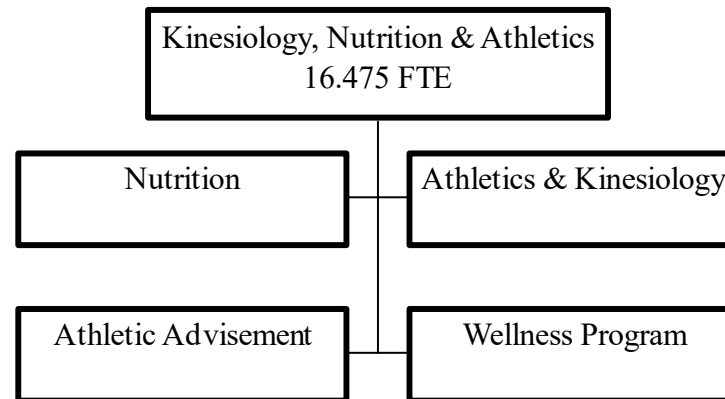 Kinesiology, Nutrition & Athletics
16.475 FTE
Nutrition
Athletics & Kinesiology
Athletic Advisement
Wellness Program